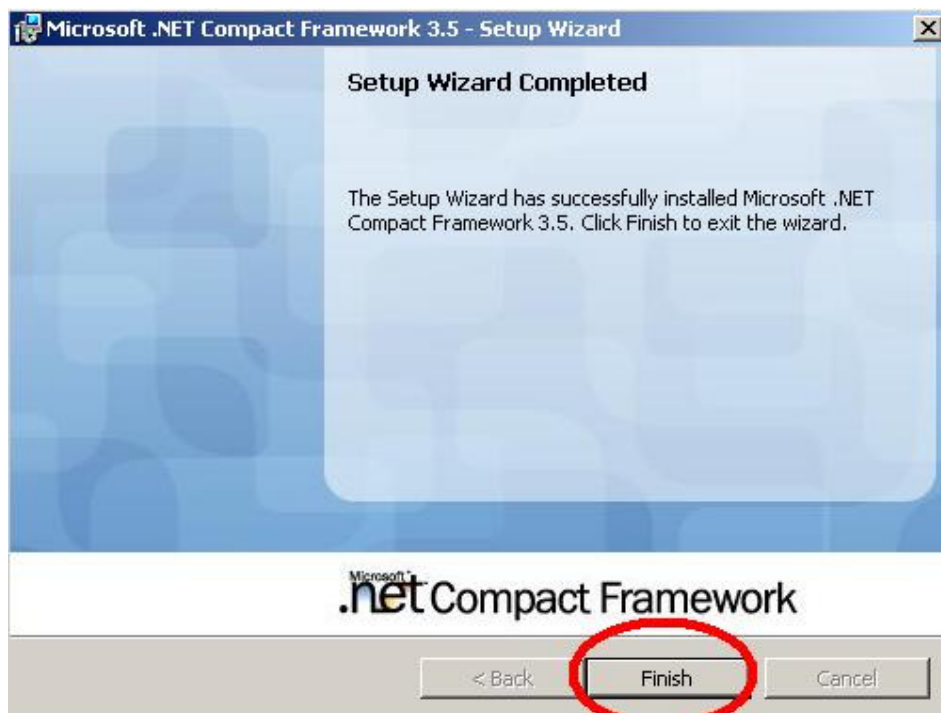 Microsoft .NET Compact Framework 3.5 - Setup Wizard
Setup Wizard Completed
The Setup Wizard has successfully installed Microsoft .NET
Compact Framework 3.5. Click Finish to exit the wizard.
Microsoft
.net Compact Framework
< Back
Finish
Cancel